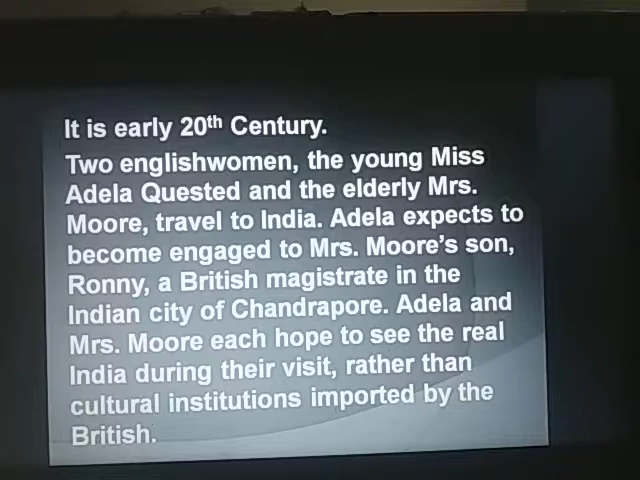 It is early 20th Century.
Two englishwomen, the young Miss
Adela Quested and the elderly Mrs.
Moore, travel to India. Adela expects to
become engaged to Mrs. Moore's son,
Ronny, a British magistrate in the
Indian city of Chandrapore. Adela and
Mrs. Moore each hope to see the real
India during their visit, rather than
cultural institutions imported by the
British.